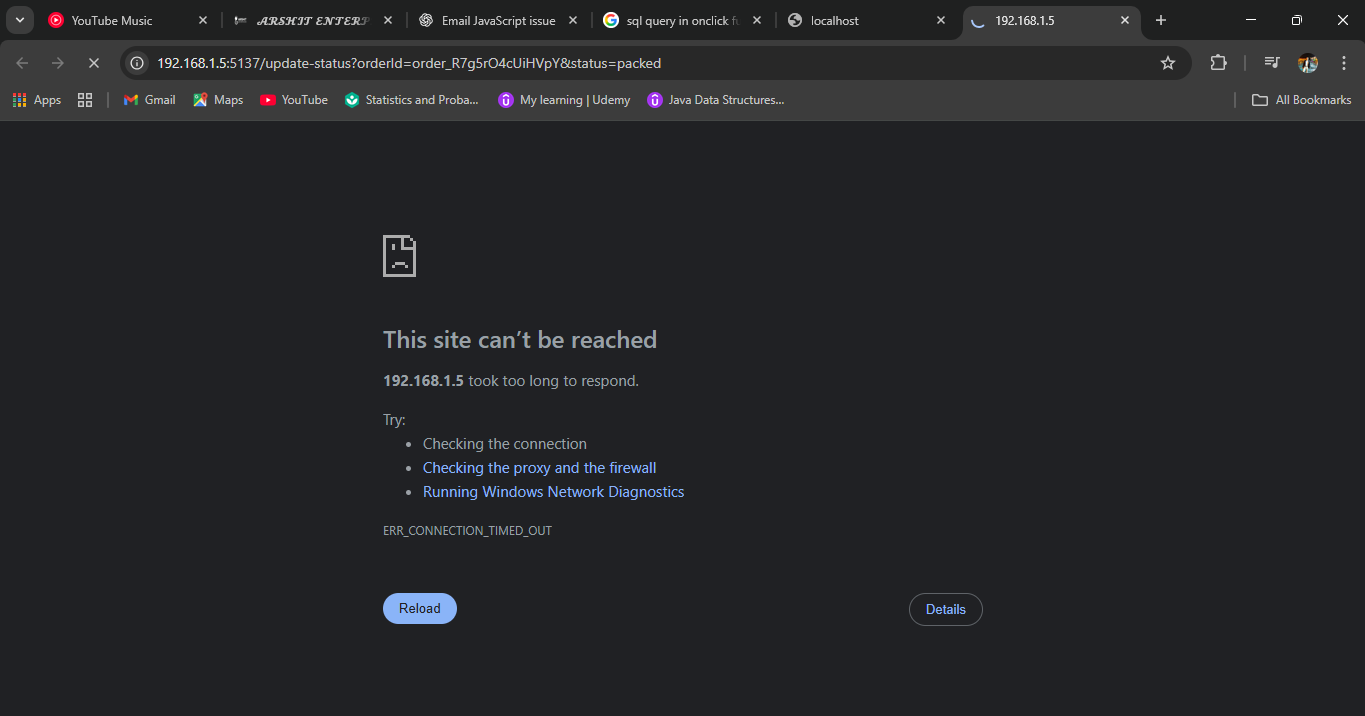 YouTube Music
𝓐𝓡𝓢𝓗𝓘𝓣 𝓔𝓝𝓣𝓔𝓡𝓟
Email JavaScript issue
sql query in onclick fu
localhost
192.168.1.5
192.168.1.5:5137/update-status?orderId=order_R7g5rO4cUiHVpY&status=packed
Apps
Gmail
Maps
YouTube
Statistics and Proba...
My learning | Udemy
Java Data Structures...
All Bookmarks
This site can’t be reached
192.168.1.5 took too long to respond.
Try:
• Checking the connection
• Checking the proxy and the firewall
• Running Windows Network Diagnostics
ERR_CONNECTION_TIMED_OUT
Reload
Details